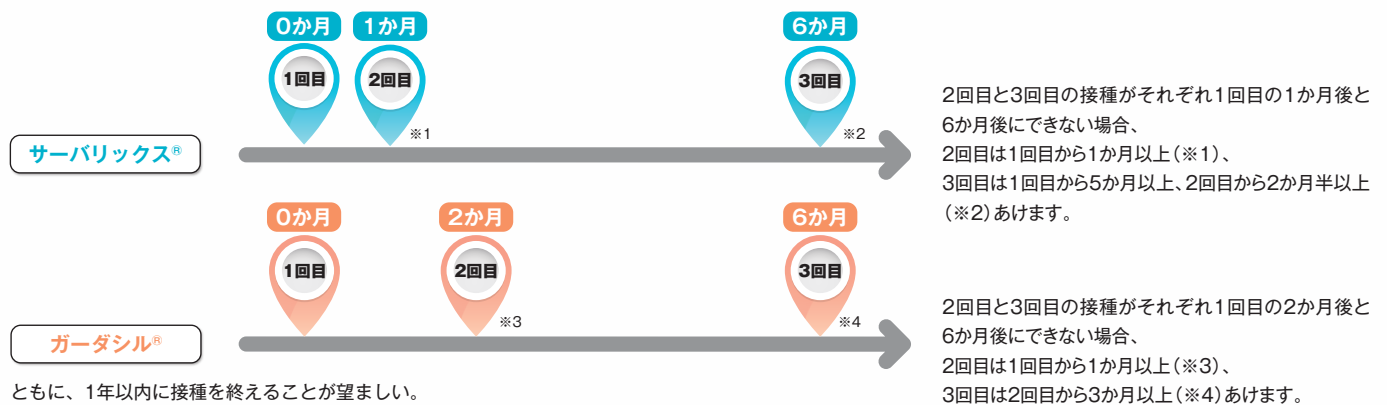 0か月 1か月 6か月
1回目 2回目 3回目
※1 ※2
サーバリックス®
2回目と3回目の接種がそれぞれ1回目の1か月後と
6か月後にできない場合、
2回目は1回目から1か月以上(※1)、
3回目は1回目から5か月以上、2回目から2か月半以上
(※2)あけます。
0か月 2か月 6か月
1回目 2回目 3回目
※3 ※4
ガーダシル®
2回目と3回目の接種がそれぞれ1回目の2か月後と
6か月後にできない場合、
2回目は1回目から1か月以上(※3)、
3回目は2回目から3か月以上(※4)あけます。
ともに、1年以内に接種を終えることが望ましい。